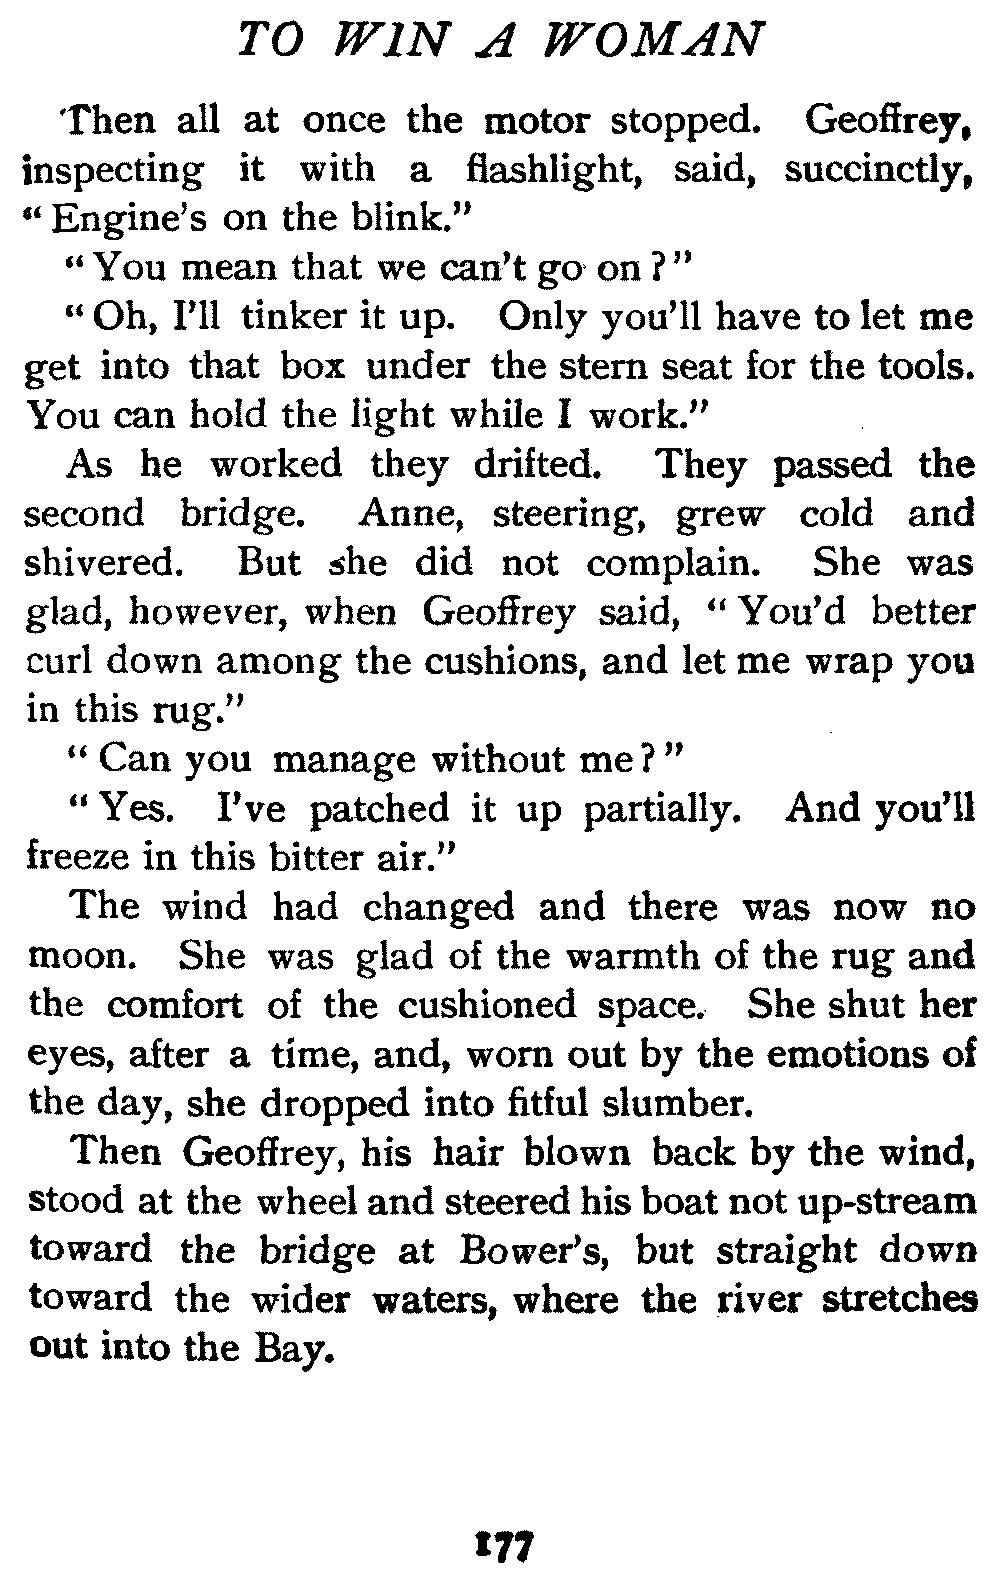 TO WIN A WOMAN
Then all at once the motor stopped. Geoffrey,
inspecting it with a flashlight, said, succinctly,
“Engine's on the blink.”
“You mean that we can't go on?”
“Oh, I'll tinker it up. Only you'll have to let me
get into that box under the stern seat for the tools.
You can hold the light while I work.”
As he worked they drifted. They passed the
second bridge. Anne, steering, grew cold and
shivered. But she did not complain. She was
glad, however, when Geoffrey said, “You'd better
curl down among the cushions, and let me wrap you
in this rug.”
“Can you manage without me?”
“Yes. I've patched it up partially. And you'll
freeze in this bitter air.”
The wind had changed and there was now no
moon. She was glad of the warmth of the rug and
the comfort of the cushioned space. She shut her
eyes, after a time, and, worn out by the emotions of
the day, she dropped into fitful slumber.
Then Geoffrey, his hair blown back by the wind,
stood at the wheel and steered his boat not up-stream
toward the bridge at Bower's, but straight down
toward the wider waters, where the river stretches
out into the Bay.
177